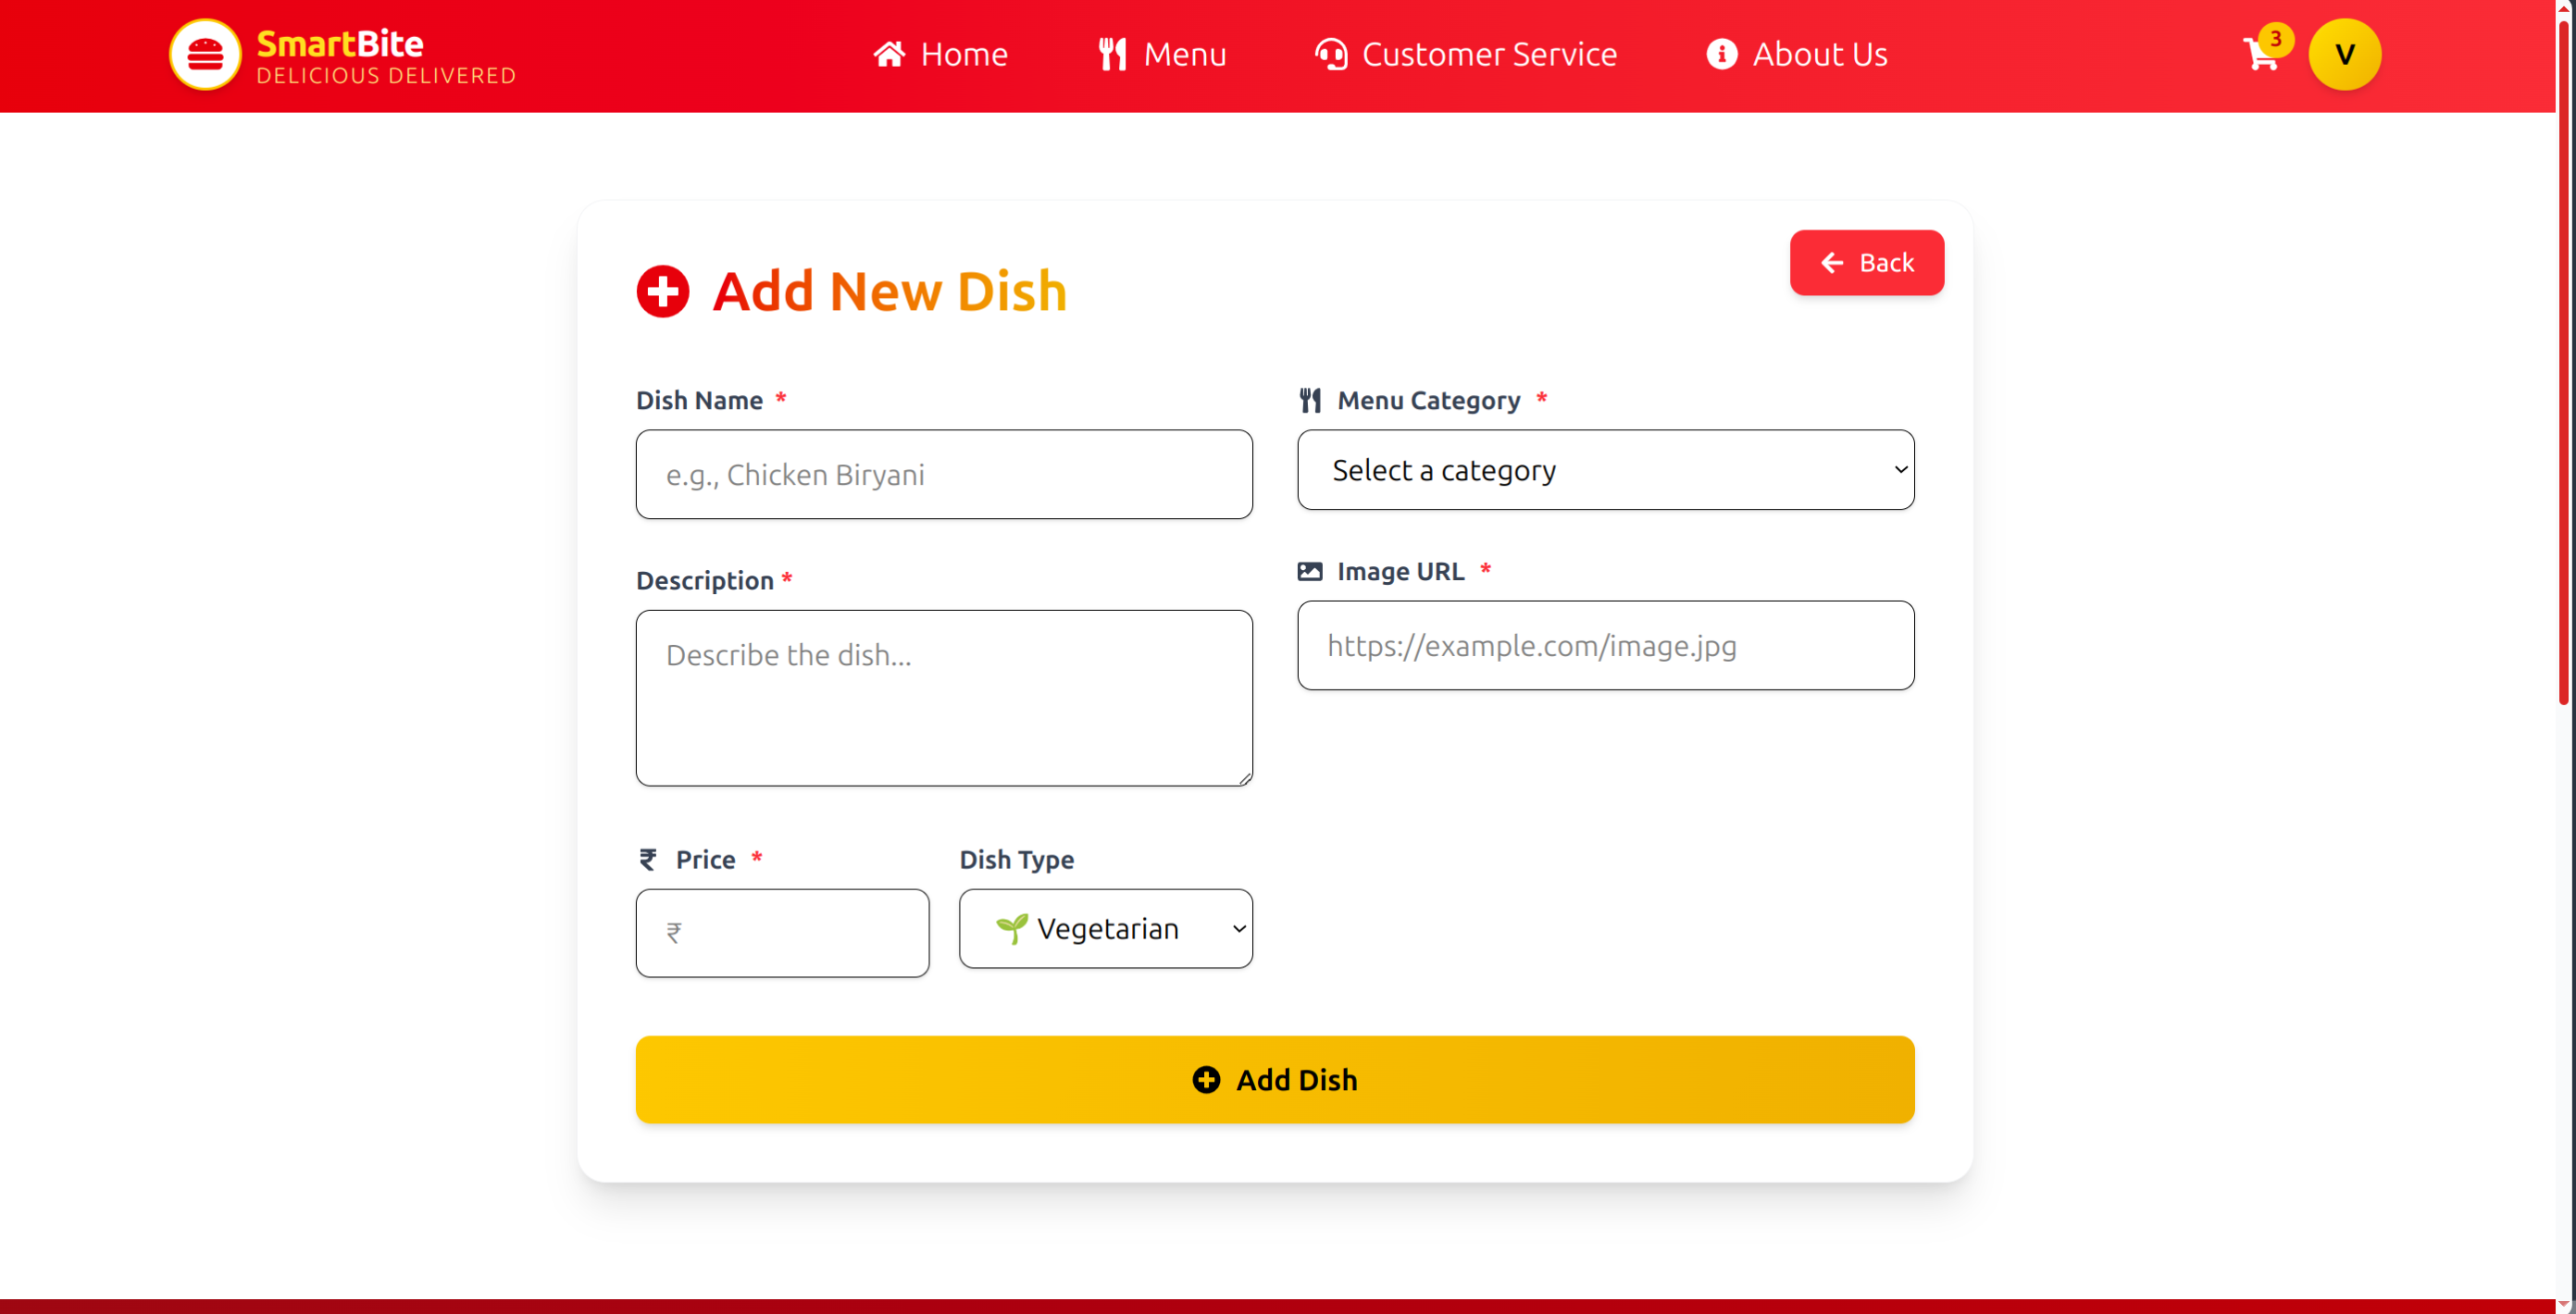 SmartBite
DELICIOUS DELIVERED
Home
Menu
Customer Service
About Us
3
V
Back
Add New Dish
Dish Name *
e.g., Chicken Biryani
Menu Category *
Select a category
Description *
Describe the dish...
Image URL *
https://example.com/image.jpg
₹ Price *
₹
Dish Type
Vegetarian
Add Dish